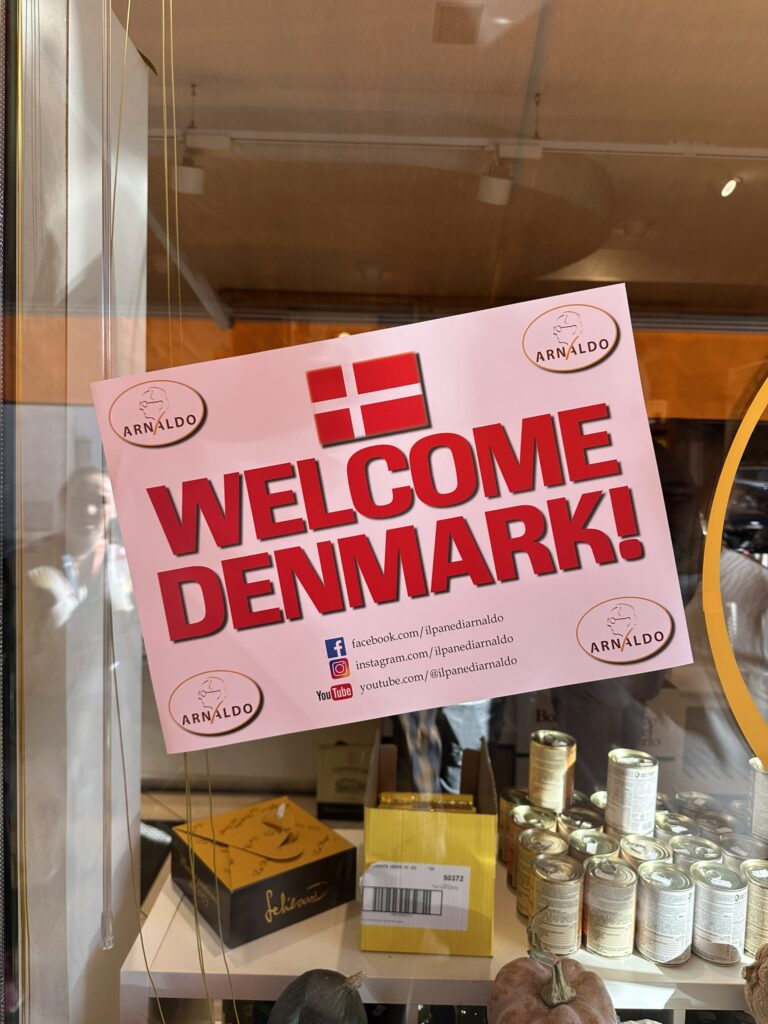 ARNALDO
ARNALDO
WELCOME
DENMARK!
facebook.com/ilpanediarnaldo
instagram.com/ilpanediarnaldo
YouTube youtube.com/@ilpanediarnaldo
ARNALDO
ARNALDO
50372